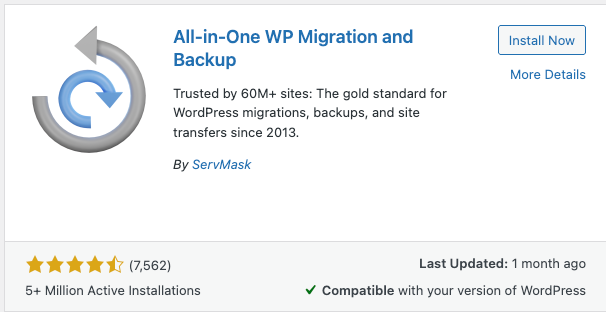 All-in-One WP Migration and
Backup
Install Now
More Details
Trusted by 60M+ sites: The gold standard for
WordPress migrations, backups, and site
transfers since 2013.
By ServMask
(7,562)
Last Updated: 1 month ago
5+ Million Active Installations
Compatible with your version of WordPress